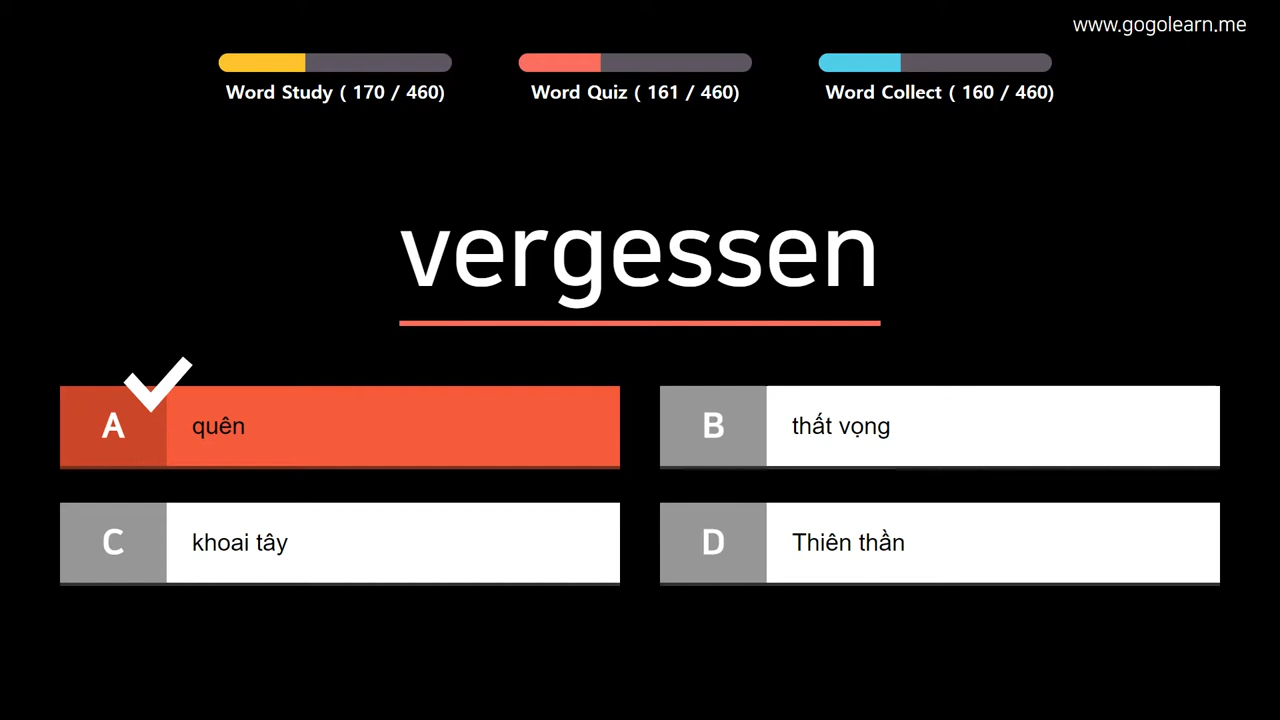 www.gogolearn.me
Word Study ( 170 / 460)
Word Quiz ( 161 / 460)
Word Collect ( 160 / 460)
vergessen
A quên
B thất vọng
C khoai tây
D Thiên thần